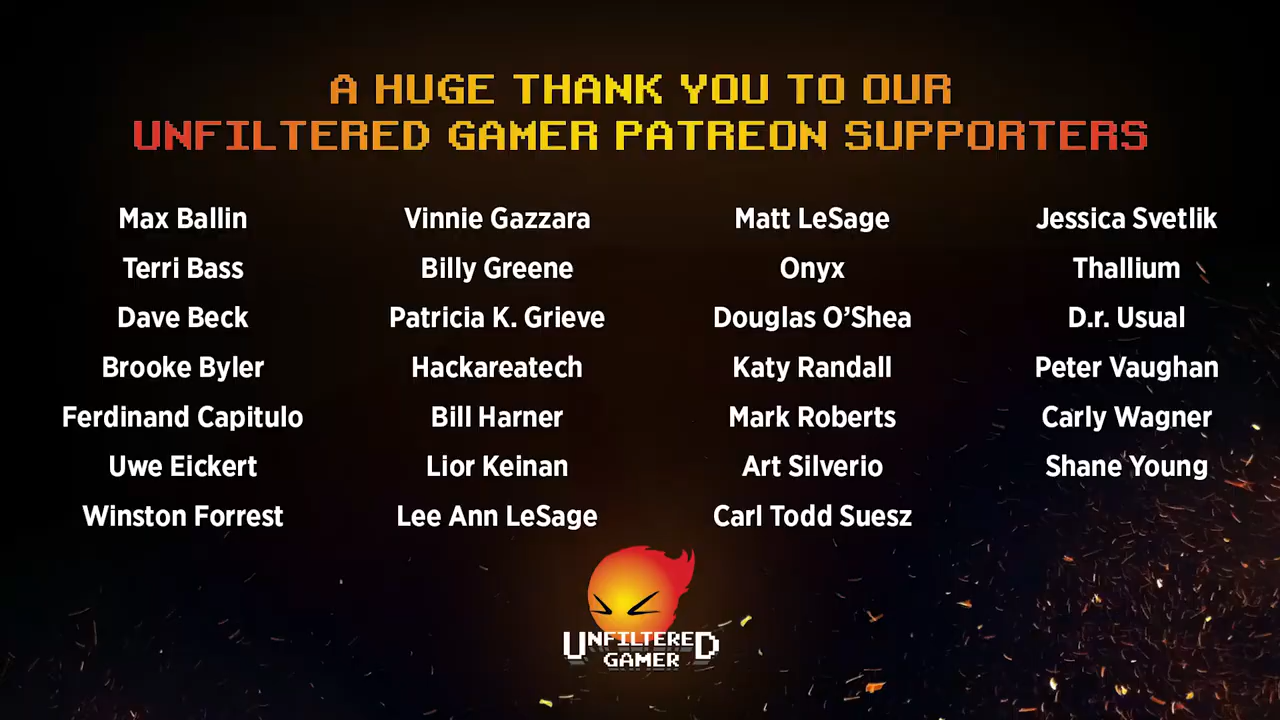 A HUGE THANK YOU TO OUR
UNFILTERED GAMER PATREON SUPPORTERS
Max Ballin
Terri Bass
Dave Beck
Brooke Byler
Ferdinand Capitulo
Uwe Eickert
Winston Forrest
Vinnie Gazzara
Billy Greene
Patricia K. Grieve
Hackareatech
Bill Harner
Lior Keinan
Lee Ann LeSage
Matt LeSage
Onyx
Douglas O’Shea
Katy Randall
Mark Roberts
Art Silverio
Carl Todd Suesz
Jessica Svetlik
Thallium
D.r. Usual
Peter Vaughan
Carly Wagner
Shane Young
UNFILTERED
GAMER